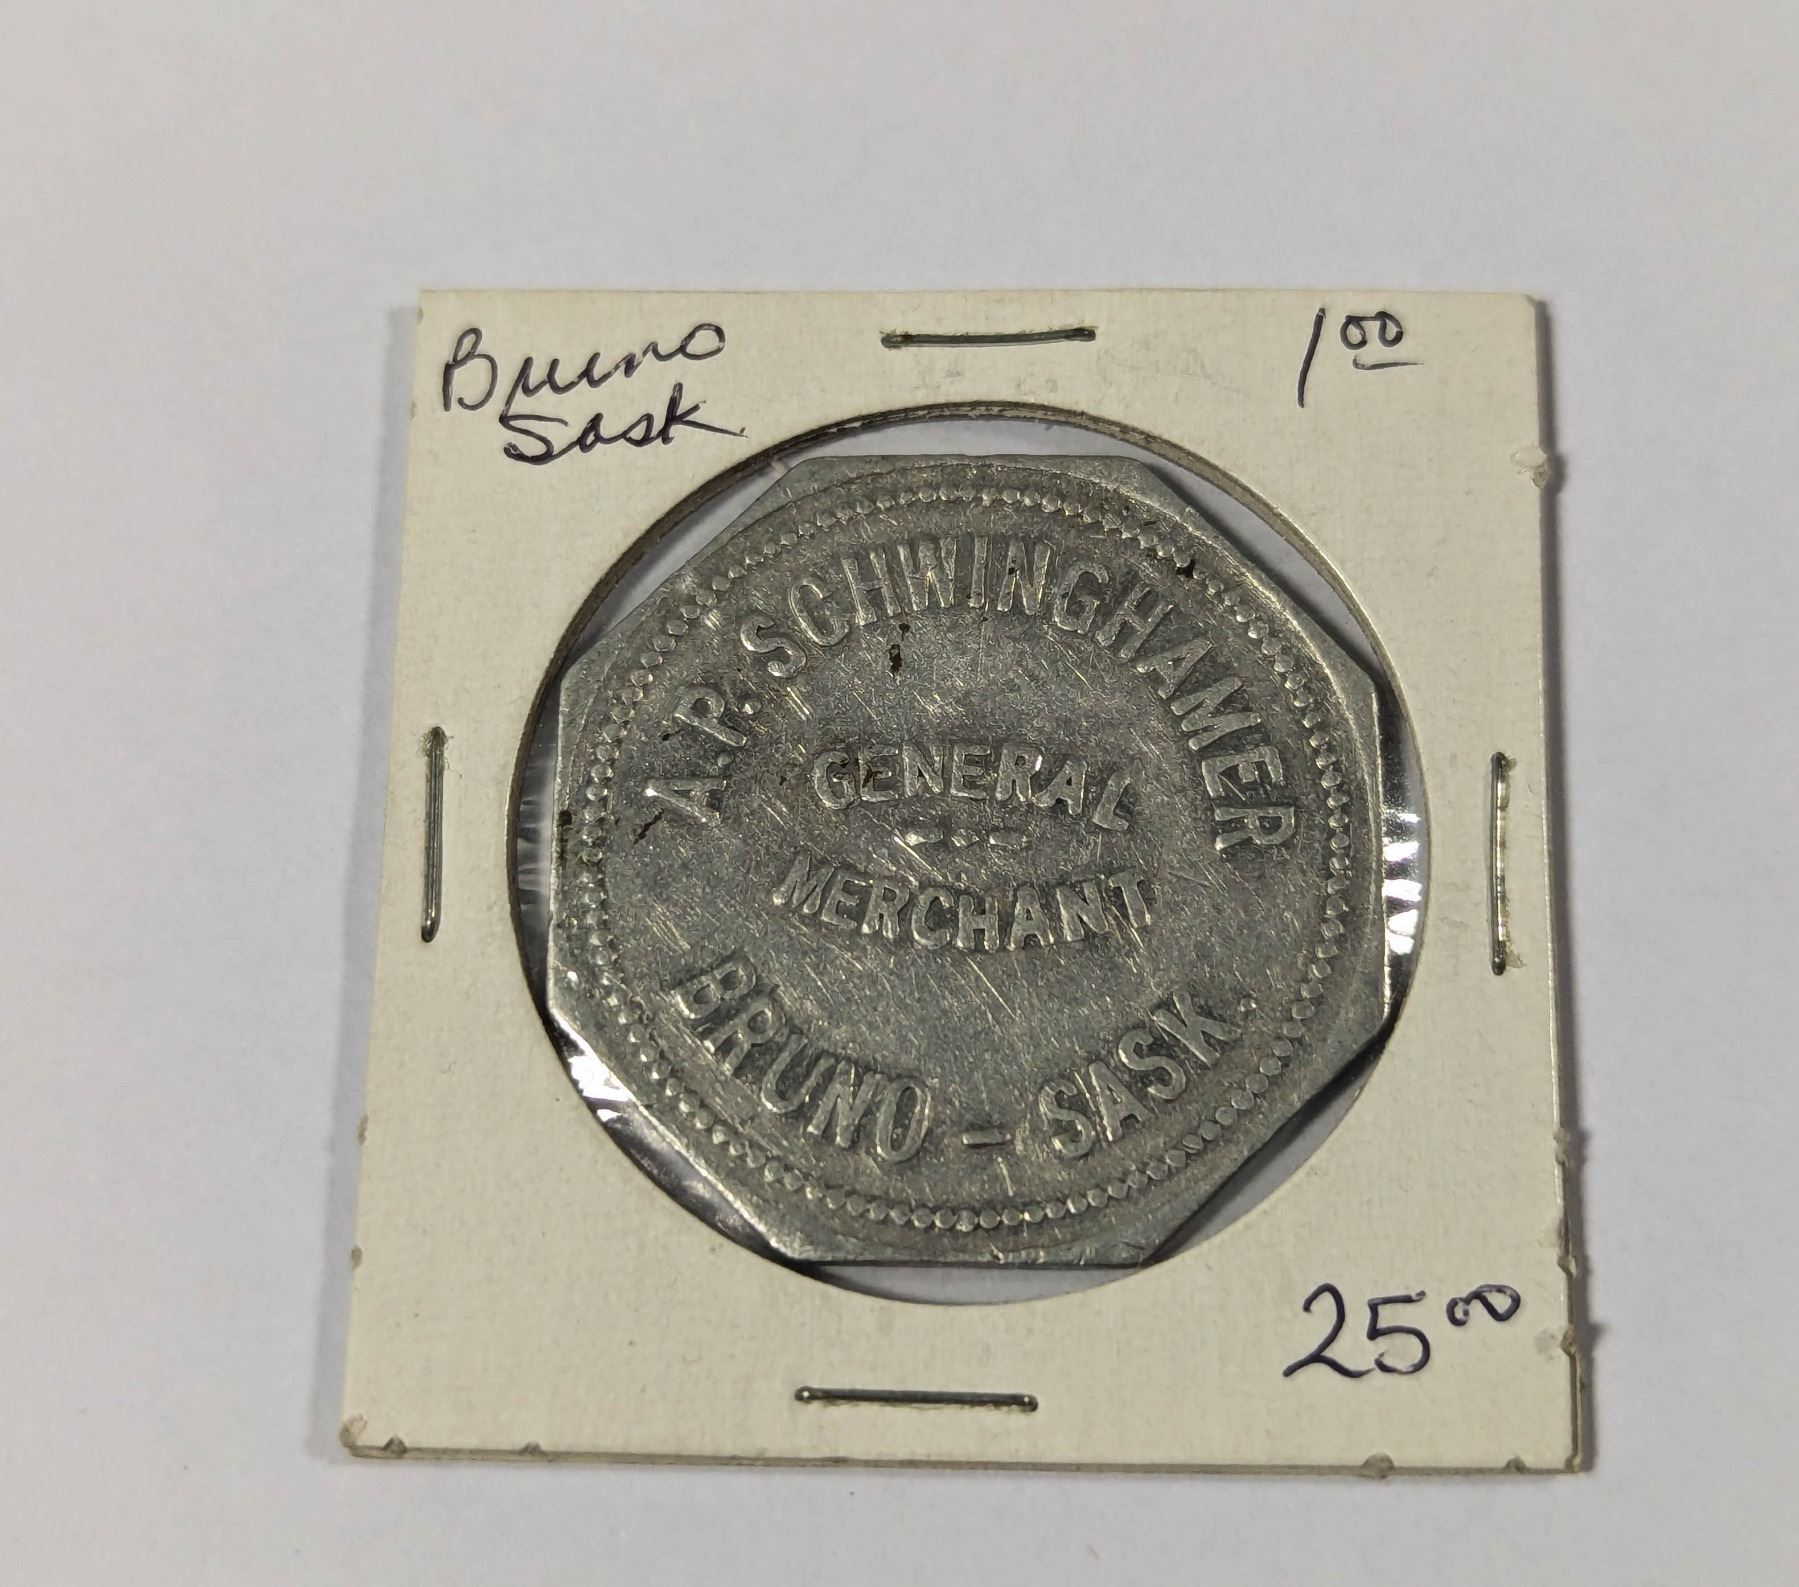 Bruno
Sask
1 00
A.P. SCHWINGHAMER
GENERAL
MERCHANT
BRUNO - SASK.
25 00